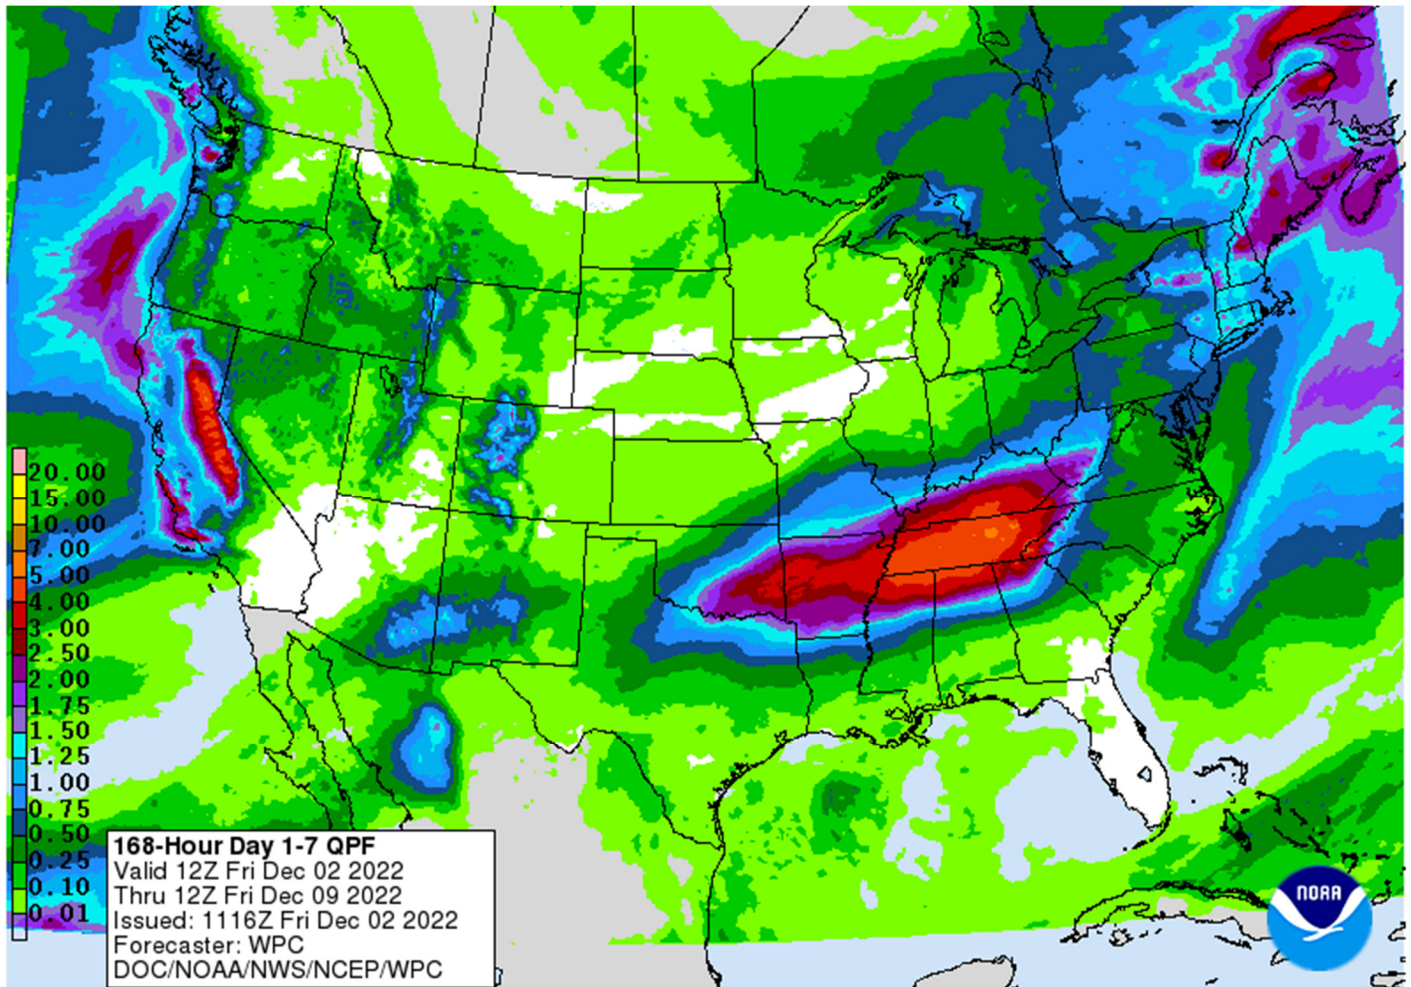 20.00
15.00
10.00
7.00
5.00
4.00
3.00
2.50
2.00
1.75
1.50
1.25
1.00
0.75
0.50
0.25
0.10
0.01
168-Hour Day 1-7 QPF
Valid 12Z Fri Dec 02 2022
Thru 12Z Fri Dec 09 2022
Issued: 1116Z Fri Dec 02 2022
Forecaster: WPC
DOC/NOAA/NWS/NCEP/WPC
NOAA